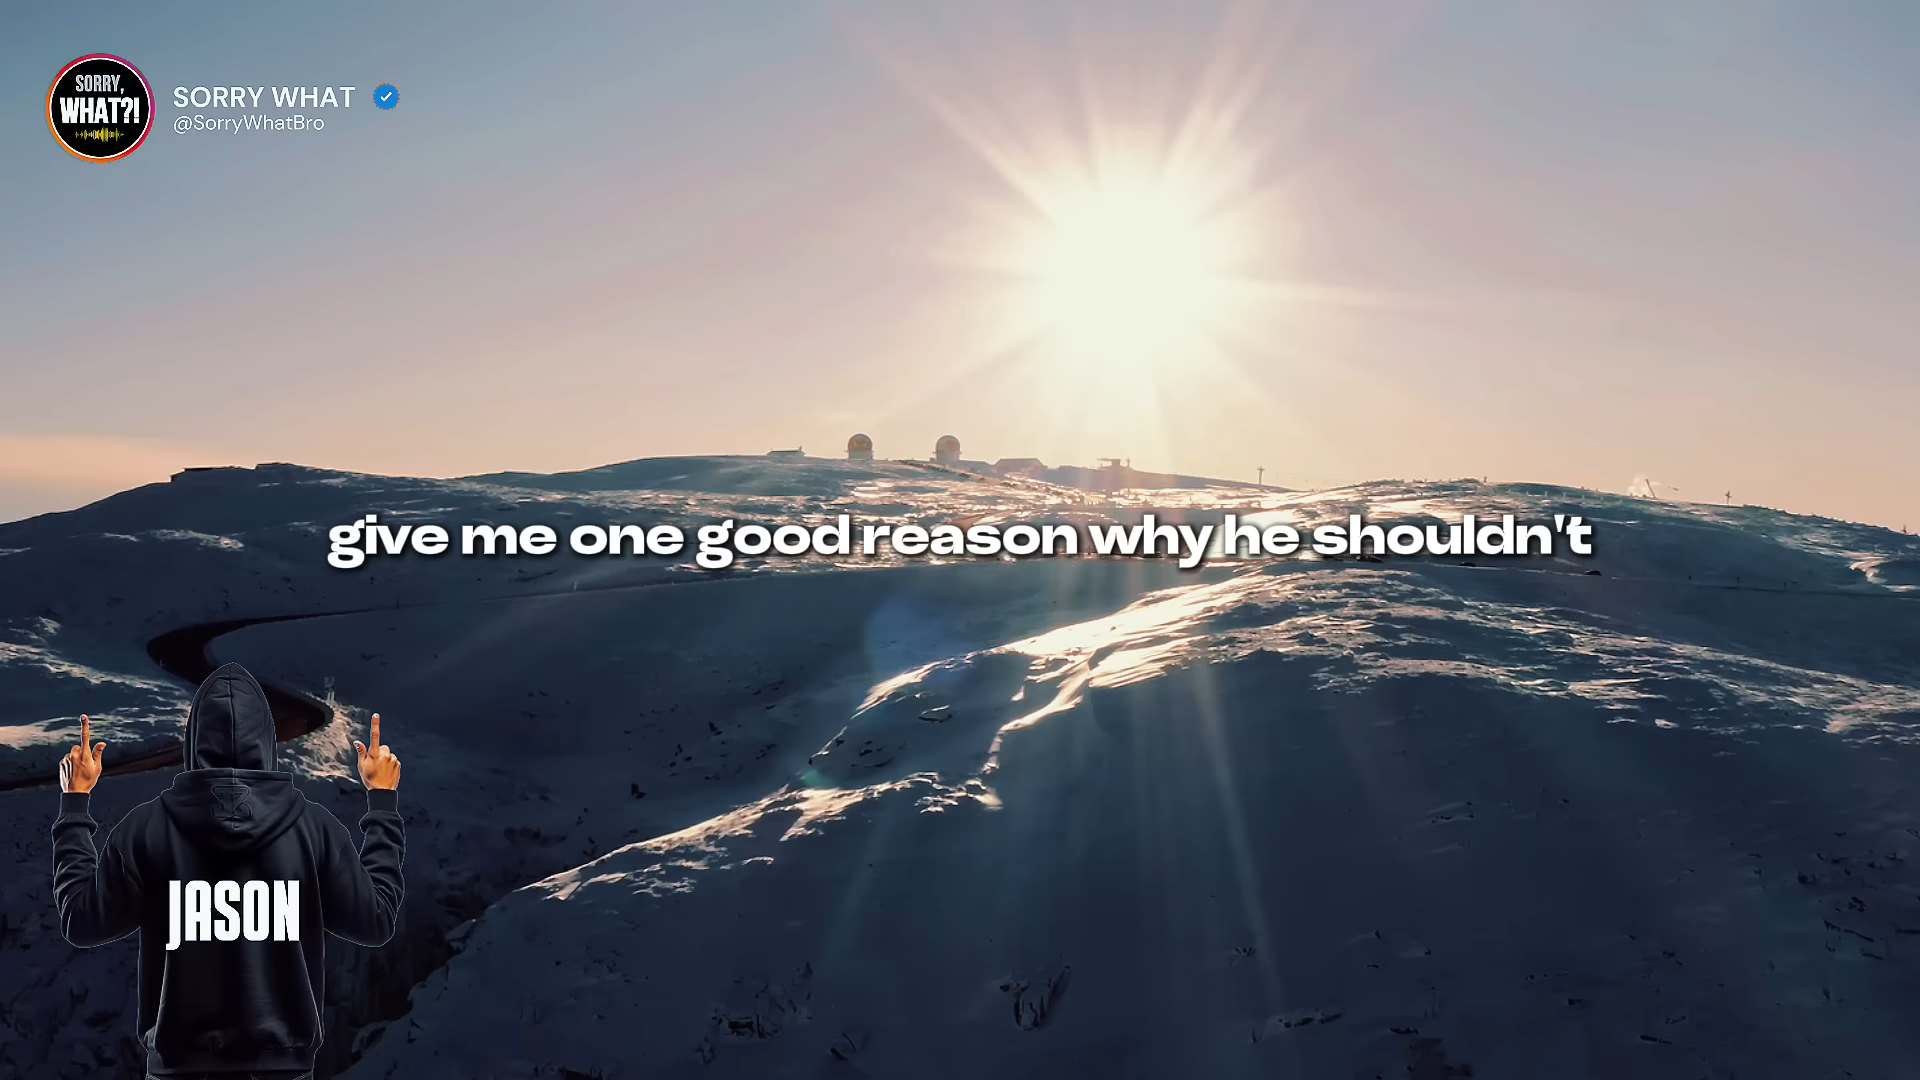 SORRY,
WHAT?!
SORRY WHAT
@SorryWhatBro
give me one good reason why he shouldn't
JASON